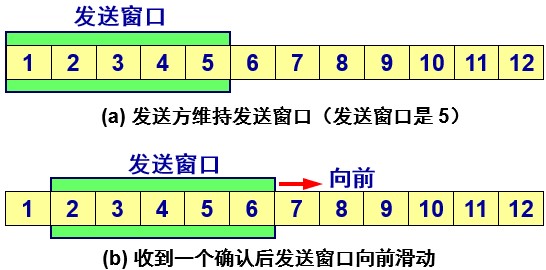 发送窗口
1 2 3 4 5 6 7 8 9 10 11 12
(a) 发送方维持发送窗口（发送窗口是 5）
发送窗口 向前
1 2 3 4 5 6 7 8 9 10 11 12
(b) 收到一个确认后发送窗口向前滑动